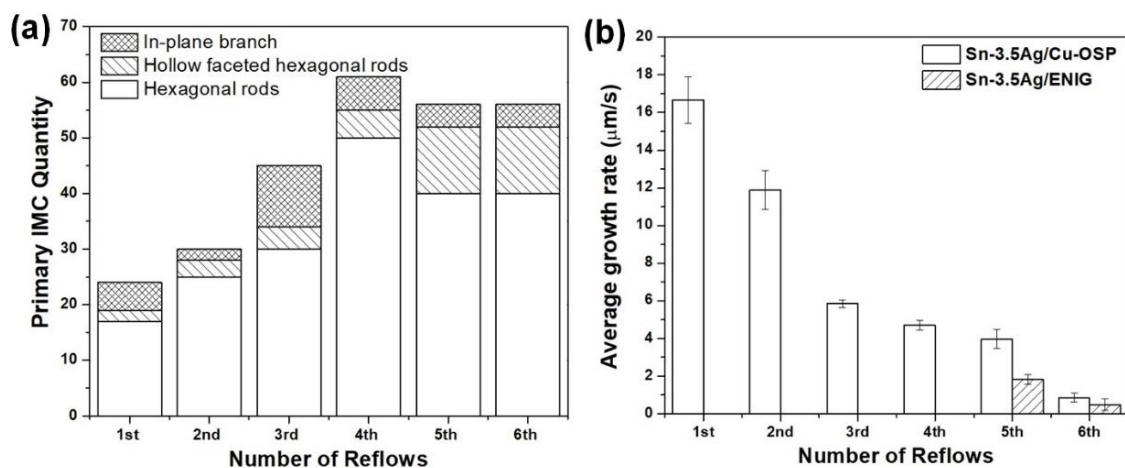 (a)
Primary IMC Quantity
70
60
50
40
30
20
10
0
In-plane branch
Hollow faceted hexagonal rods
Hexagonal rods
1st 2nd 3rd 4th 5th 6th
Number of Reflows
(b)
Average growth rate (μm/s)
20
18
16
14
12
10
8
6
4
2
0
Sn-3.5Ag/Cu-OSP
Sn-3.5Ag/ENIG
1st 2nd 3rd 4th 5th 6th
Number of Reflows